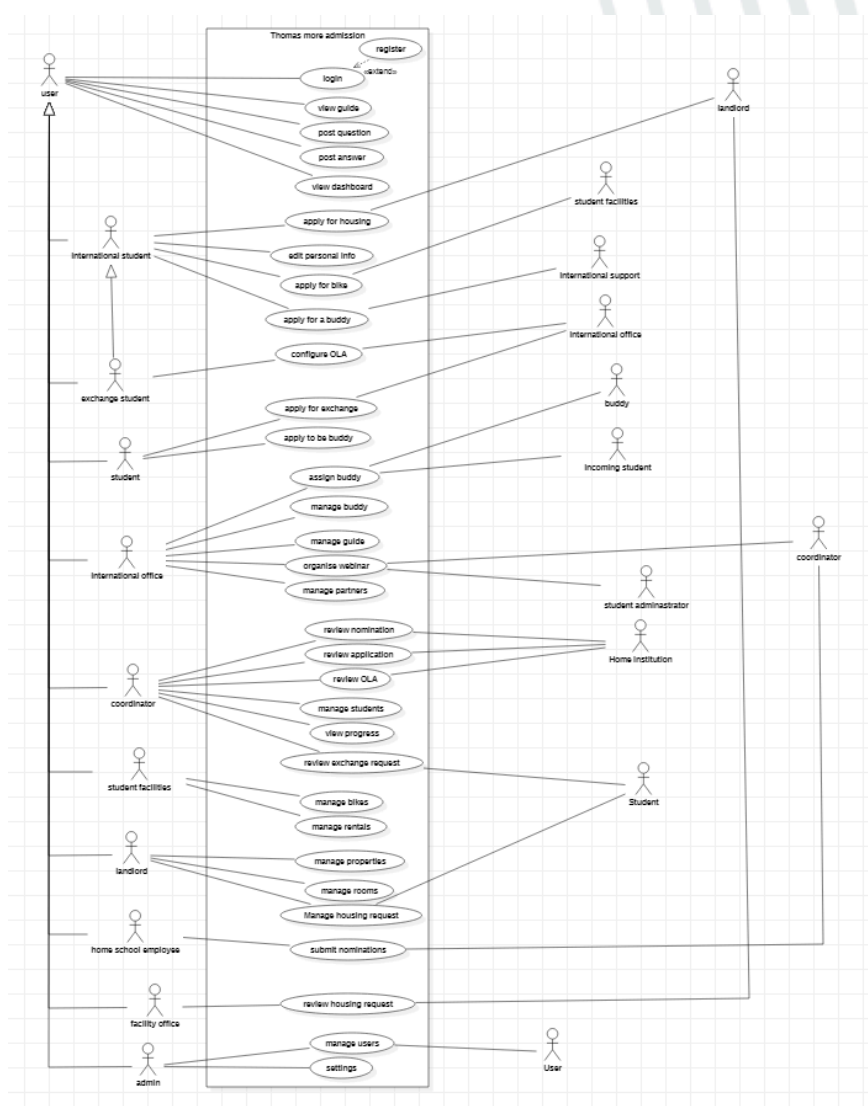 Thomas more admission
register
«extend»
login
user
view guide
post question
post answer
view dashboard
landlord
student facilities
apply for housing
International student
edit personal info
apply for bike
International support
apply for a buddy
International office
configure OLA
exchange student
buddy
apply for exchange
apply to be buddy
student
incoming student
assign buddy
manage buddy
manage guide
coordinator
organise webinar
International office
manage partners
student adminastrator
review nomination
review application
Home institution
review OLA
coordinator
manage students
view progress
review exchange request
student facilities
manage bikes
Student
manage rentals
manage properties
landlord
manage rooms
Manage housing request
home school employee
submit nominations
review housing request
facility office
manage users
User
settings
admin